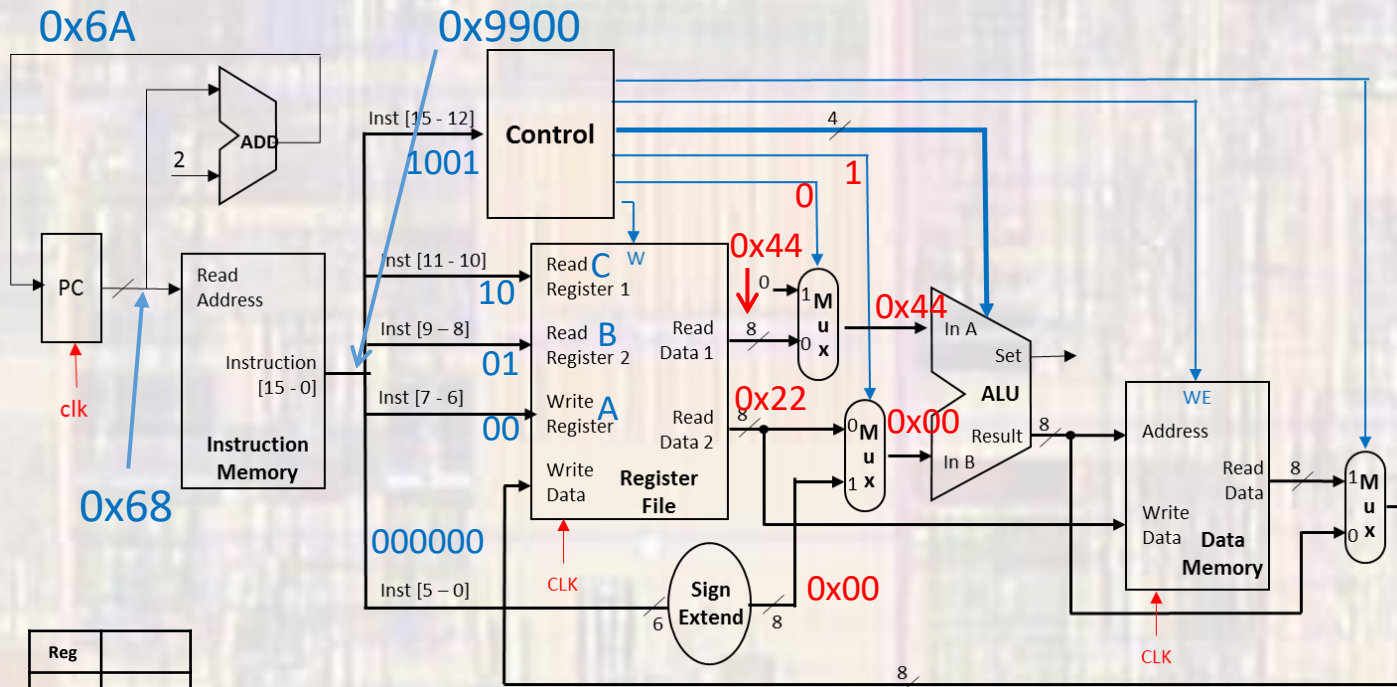 0x6A
0x9900
ADD
2
Inst [15 - 12]
1001
Control
4
1
0
W
PC
clk
0x68
Read
Address
Instruction
[15 - 0]
Instruction
Memory
Inst [11 - 10]
10
Inst [9 – 8]
01
Inst [7 - 6]
00
000000
Inst [5 – 0]
6
Read C
Register 1
Read B
Register 2
Write A
Register
Write
Data
Register
File
Read
Data 1
Read
Data 2
CLK
0x44
8
0x22
8
0
1
M
u
x
0
0x44
0
M
u
x
1
0x00
Sign
Extend
8
0x00
In A
Set
ALU
Result
In B
8
WE
Address
Read
Data
Write
Data
Data
Memory
CLK
8
1
M
u
x
0
8
Reg